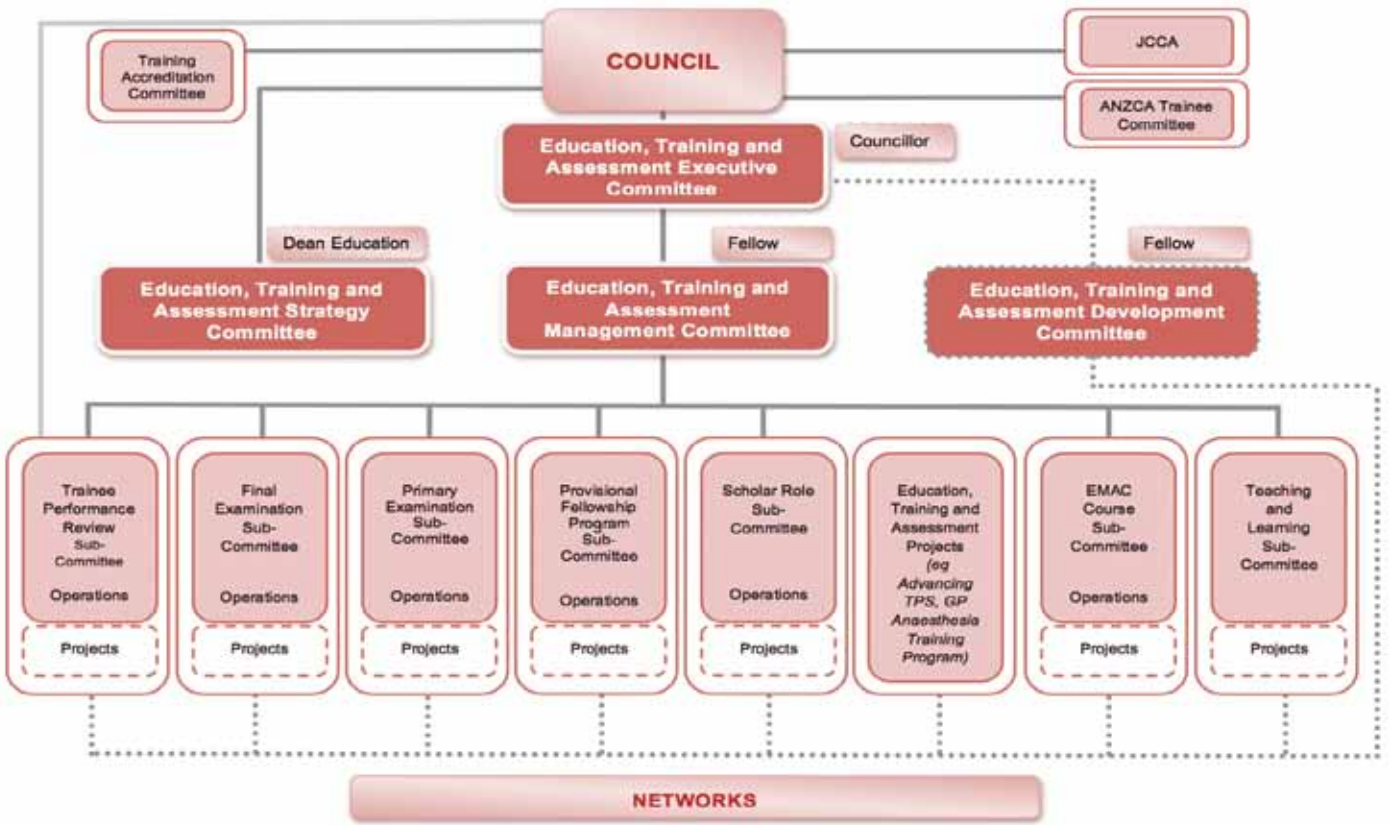 COUNCIL
Training
Accreditation
Committee
JCCA
ANZCA Trainee
Committee
Education, Training and
Assessment Executive
Committee
Councillor
Dean Education
Education, Training and
Assessment Strategy
Committee
Fellow
Education, Training and
Assessment
Management Committee
Fellow
Education, Training and
Assessment Development
Committee
Trainee
Performance
Review
Sub-
Committee
Operations
Projects
Final
Examination
Sub-
Committee
Operations
Projects
Primary
Examination
Sub-
Committee
Operations
Projects
Provisional
Fellowship
Program
Sub-
Committee
Operations
Projects
Scholar Role
Sub-
Committee
Operations
Projects
Education,
Training and
Assessment
Projects
(eg
Advancing
TPS, GP
Anaesthesia
Training
Program)
EMAC
Course
Sub-
Committee
Operations
Projects
Teaching
and
Learning
Sub-
Committee
Projects
NETWORKS